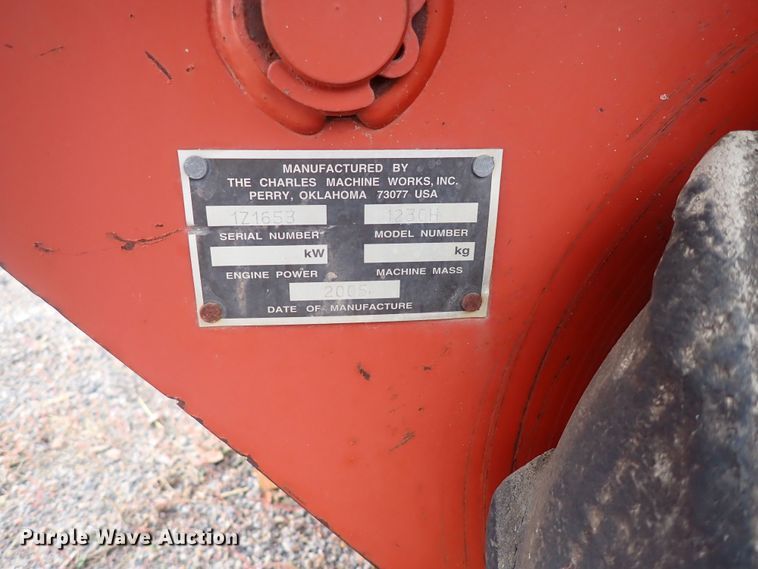 MANUFACTURED BY
THE CHARLES MACHINE WORKS, INC.
PERRY, OKLAHOMA 73077 USA
1Z1653 1230H
SERIAL NUMBER MODEL NUMBER
kW kg
ENGINE POWER MACHINE MASS
2005
DATE OF MANUFACTURE
Purple Wave Auction